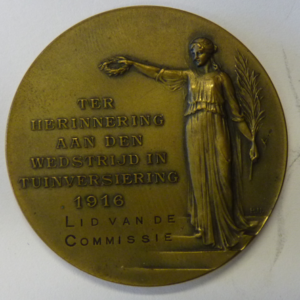 TER
HERINNERING
AAN DEN
WEDSTRIJD IN
TUINVERSIERING
1916
LID VAN DE
COMMISSIE